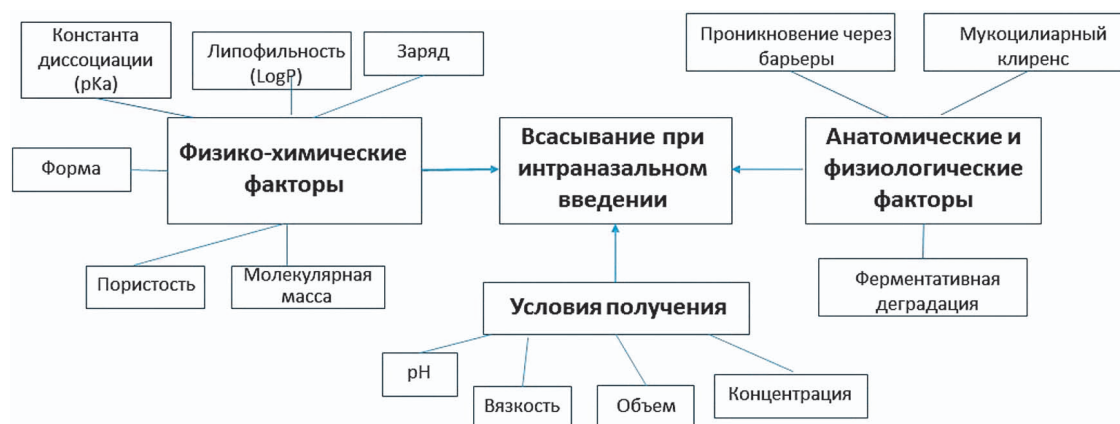 Константа
диссоциации
(pKa)
Липофильность
(LogP)
Заряд
Проникновение через
барьеры
Мукоцилиарный
клиренс
Форма
Физико-химические
факторы
Всасывание при
интраназальном
введении
Анатомические и
физиологические
факторы
Пористость
Молекулярная
масса
Ферментативная
деградация
Условия получения
pH
Вязкость
Объем
Концентрация